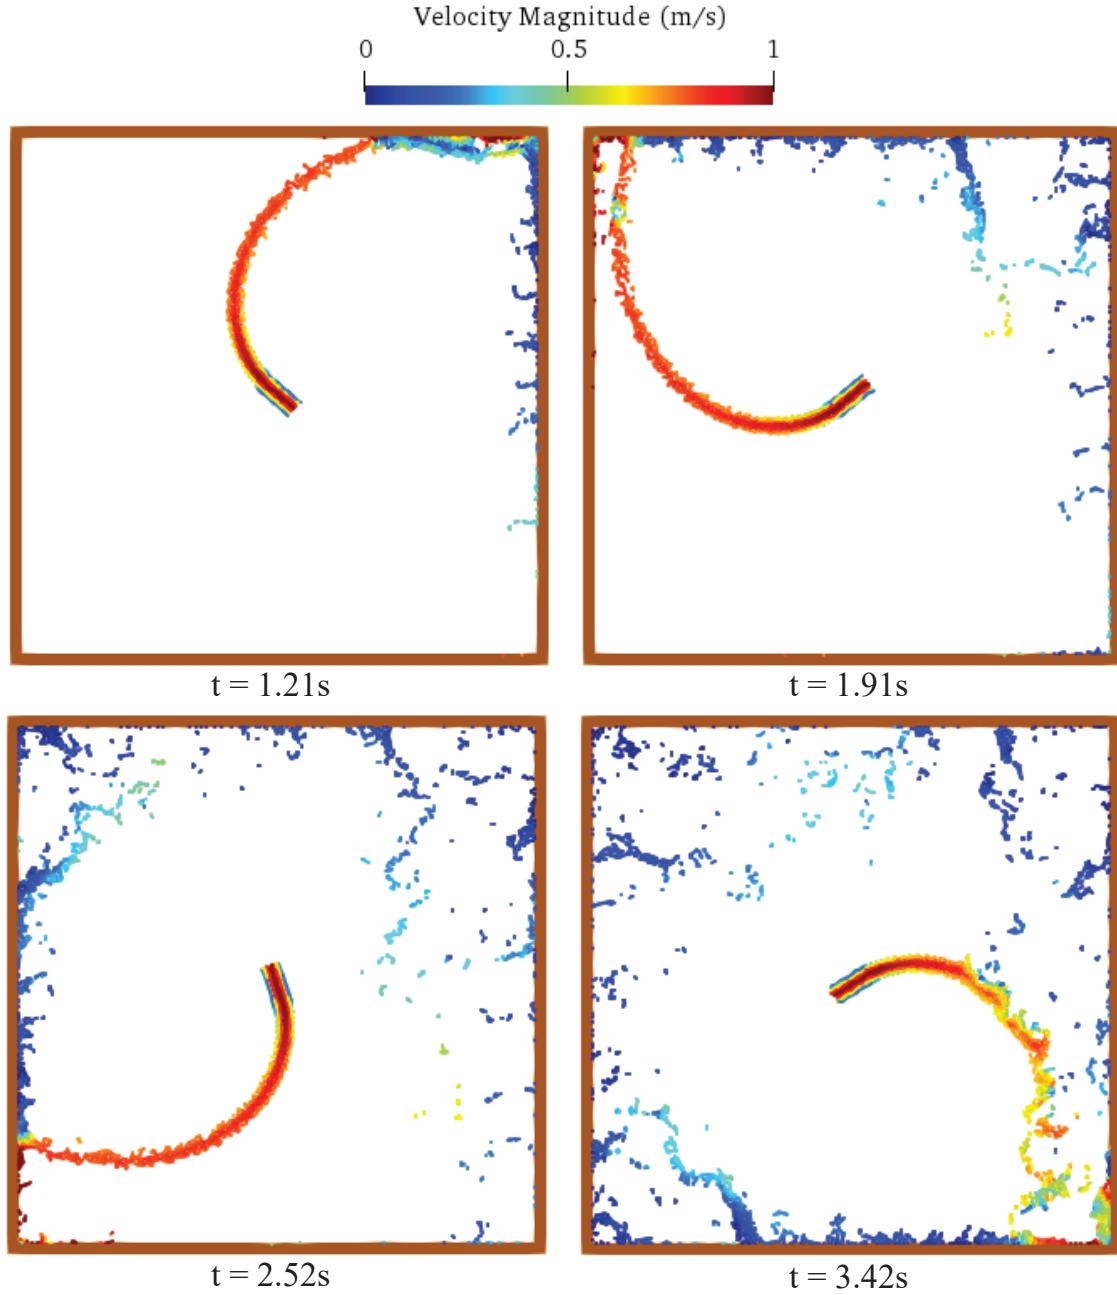 Velocity Magnitude (m/s)
0 0.5 1
t = 1.21s t = 1.91s
t = 2.52s t = 3.42s